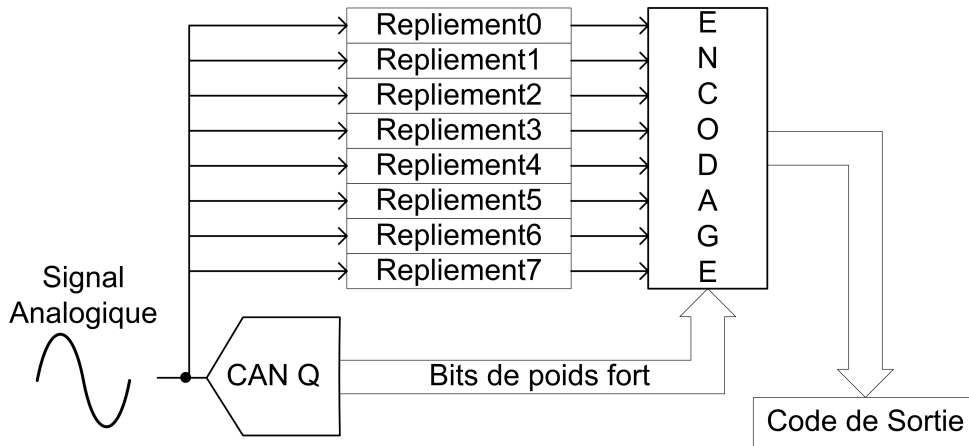 Repliement0
Repliement1
Repliement2
Repliement3
Repliement4
Repliement5
Repliement6
Repliement7
E
N
C
O
D
A
G
E
Signal
Analogique
CAN Q
Bits de poids fort
Code de Sortie